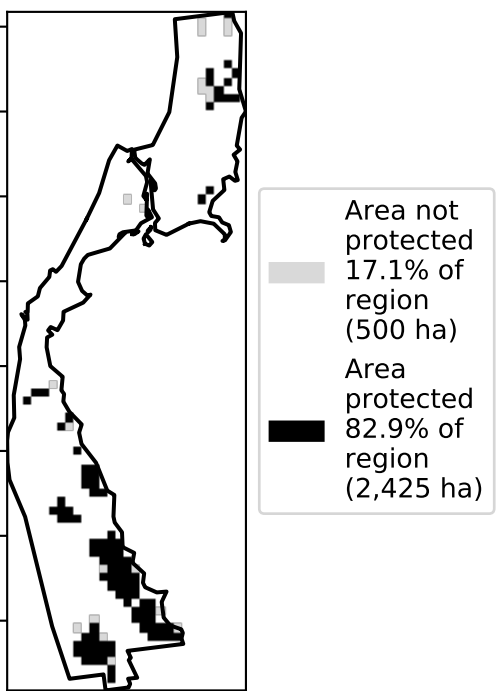 Area not
protected
17.1% of
region
(500 ha)
Area
protected
82.9% of
region
(2,425 ha)